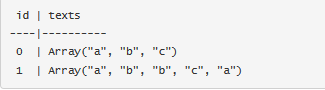 id | texts
----|----------
0 | Array("a", "b", "c")
1 | Array("a", "b", "b", "c", "a")